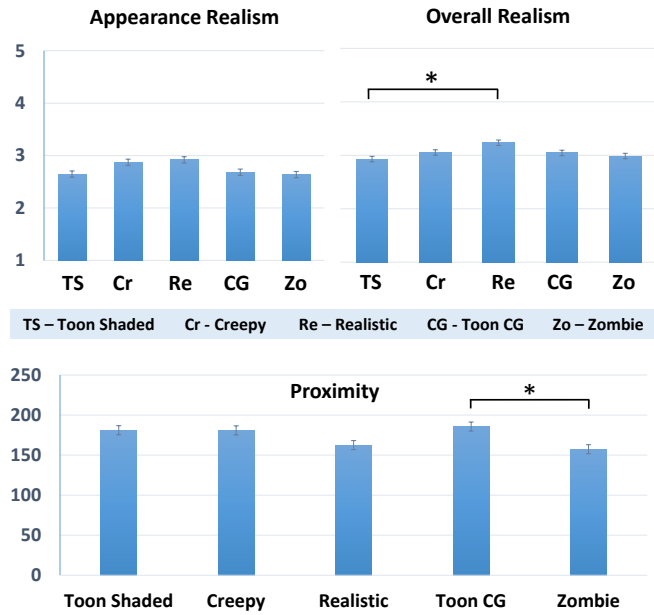 Appearance Realism
Overall Realism
5
4
3
2
1
*
TS Cr Re CG Zo
TS Cr Re CG Zo
TS – Toon Shaded Cr - Creepy Re – Realistic CG - Toon CG Zo – Zombie
Proximity
250
200
150
100
50
0
*
Toon Shaded Creepy Realistic Toon CG Zombie